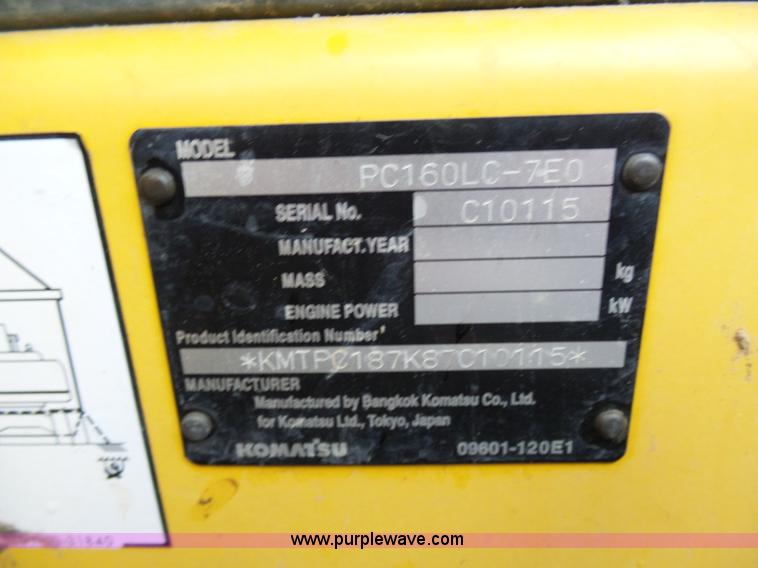 MODEL
PC160LC-7E0
SERIAL No. C10115
MANUFACT. YEAR
MASS kg
ENGINE POWER kW
Product Identification Number
*KMTPC187K87C10115*
MANUFACTURER
Manufactured by Bangkok Komatsu Co., Ltd.
for Komatsu Ltd., Tokyo, Japan
KOMATSU 09601-120E1
www.purplewave.com